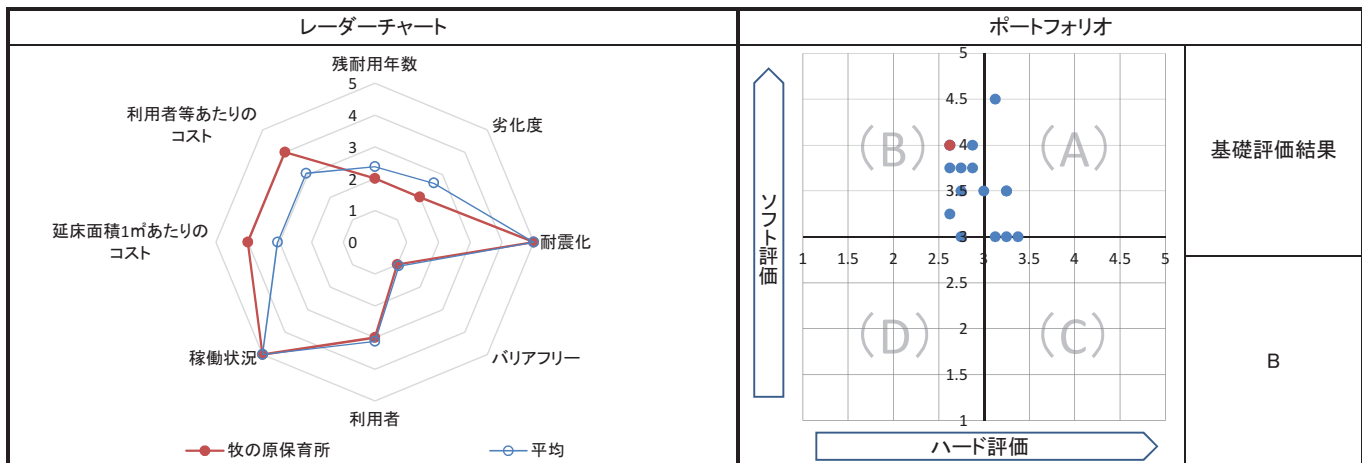 レーダーチャート
残耐用年数
5
4
3
2
1
0
劣化度
耐震化
バリアフリー
利用者
稼働状況
延床面積1㎡あたりの
コスト
利用者等あたりの
コスト
牧の原保育所
平均
ポートフォリオ
ソフト評価
5
4.5
4
3.5
3
2.5
2
1.5
1
1 1.5 2 2.5 3 3.5 4 4.5 5
(B)
(A)
(D)
(C)
ハード評価
基礎評価結果
B